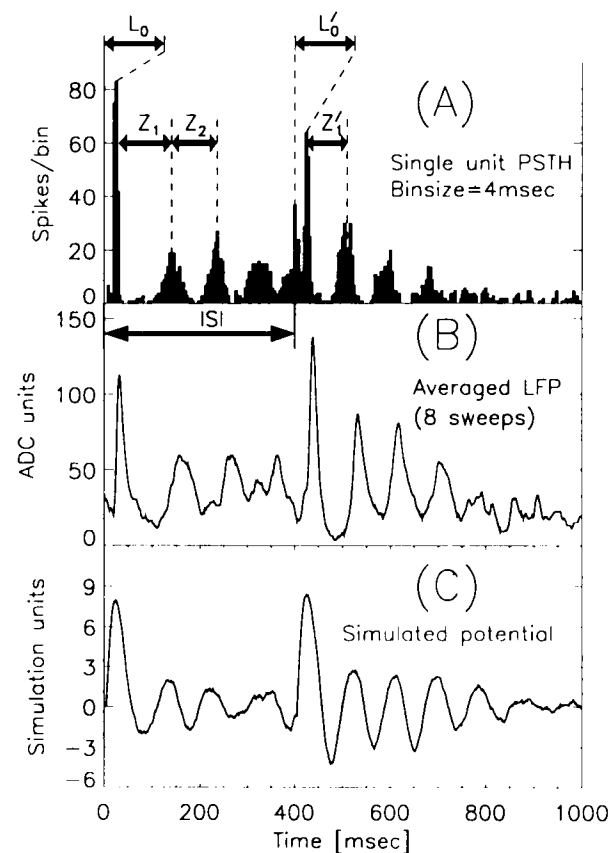 L₀ L₀′
80
60
40
20
0
Spikes/bin
Z₁ Z₂ Z₁′
(A)
Single unit PSTH
Binsize=4msec
ISI
150
100
50
0
ADC units
(B)
Averaged LFP
(8 sweeps)
9
6
3
0
−3
−6
Simulation units
(C)
Simulated potential
0 200 400 600 800 1000
Time [msec]